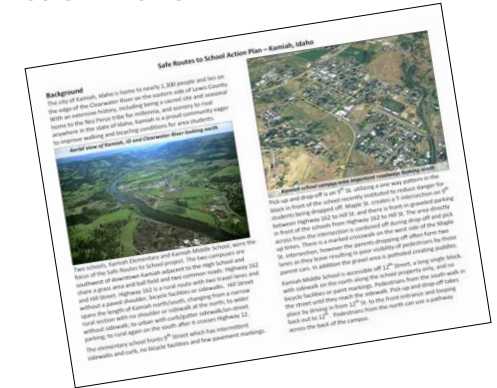 Safe Routes to School Action Plan – Kamiah, Idaho
Background
The city of Kamiah, Idaho is home to nearly 1,300 people and lies on
the edge of the Clearwater River on the eastern side of Lewis County.
With an extensive history, including being a sacred site and seasonal
home to the Nez Perce tribe for millennia, and scenery to rival
anywhere in the state of Idaho, Kamiah is a proud community eager
to improve walking and bicycling conditions for area students.
Aerial view of Kamiah, ID and Clearwater River looking north
Two schools, Kamiah Elementary and Kamiah Middle School, were the
focus of the Safe Routes to School project. The two campuses are
southwest of downtown Kamiah adjacent to the High School and
share a grass area and ball field and two common roads; Highway 162
and Hill Street. Highway 162 is a rural route with two travel lanes and
without a paved shoulder, bicycle facilities or sidewalks. Hill Street
spans the length of Kamiah north/south, changing from a narrow
rural section with no shoulder or sidewalk at the north; to wider
without sidewalk; to urban with curb/gutter sidewalk/on-street
parking; to rural again on the south after it crosses Highway 12.
The elementary school fronts 9th Street which has intermittent
sidewalks and curb, no bicycle facilities and few pavement markings.
Kamiah school campus and important roadways looking south
Pick up and drop-off is on 9th St. utilizing a one way pattern in the
block in front of the school recently instituted to reduce danger for
students being dropped off. Maple St. creates a T-intersection on 9th
between Highway 162 to Hill St. and there is front-in graveled parking
in front of the schools from Highway 162 to Hill St. The area directly
across from the intersection is cordoned off during drop off and pick
up times. There is a marked crosswalk on the west side of the Maple
St. intersection, however the parents dropping off often form two
lanes in they leave resulting in poor visibility of pedestrians by those
parked cars. In addition the gravel area is potholed creating puddles.
Kamiah Middle School is accessible off 12th Street, a long single block,
with sidewalk on the north along the school property only, and no
bicycle facilities or paint markings. Pedestrians from the south walk in
the street until they reach the sidewalk. Pick up and drop-off takes
place by driving in from 12th St. to the front entrance and looping
back out to 12th. Pedestrians from the north can use a pathway
across the back of the campus.